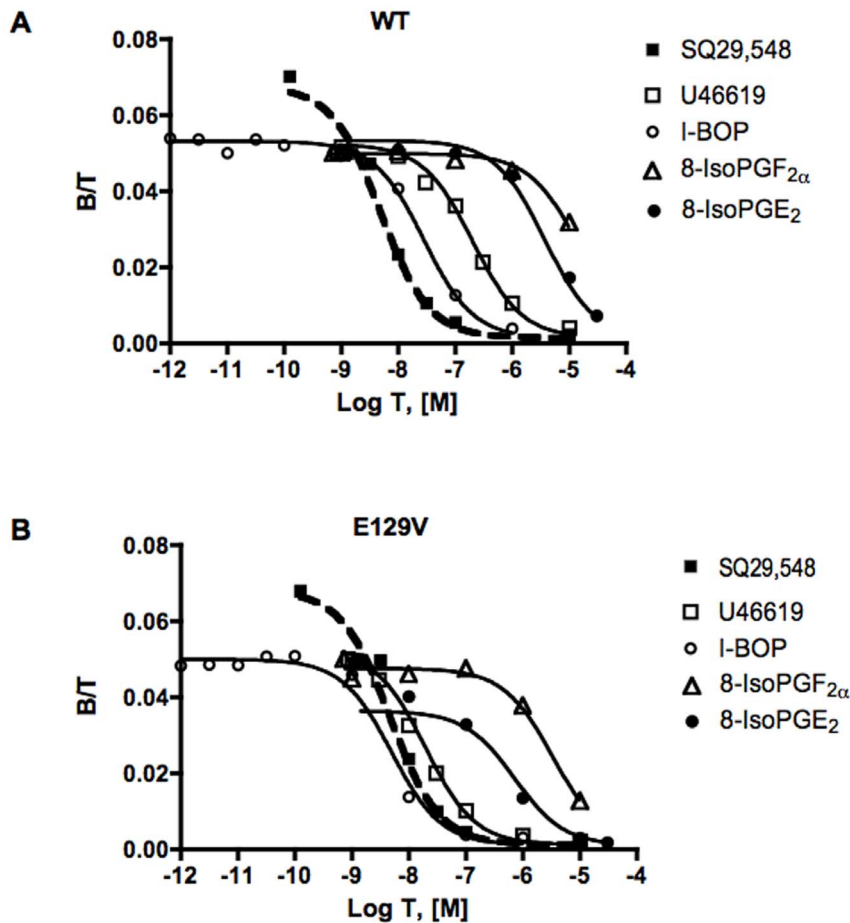 A
WT
0.08
0.06
0.04
0.02
0.00
B/T
-12 -11 -10 -9 -8 -7 -6 -5 -4
Log T, [M]
SQ29,548
U46619
I-BOP
8-IsoPGF2α
8-IsoPGE2
B
E129V
0.08
0.06
0.04
0.02
0.00
B/T
-12 -11 -10 -9 -8 -7 -6 -5 -4
Log T, [M]
SQ29,548
U46619
I-BOP
8-IsoPGF2α
8-IsoPGE2